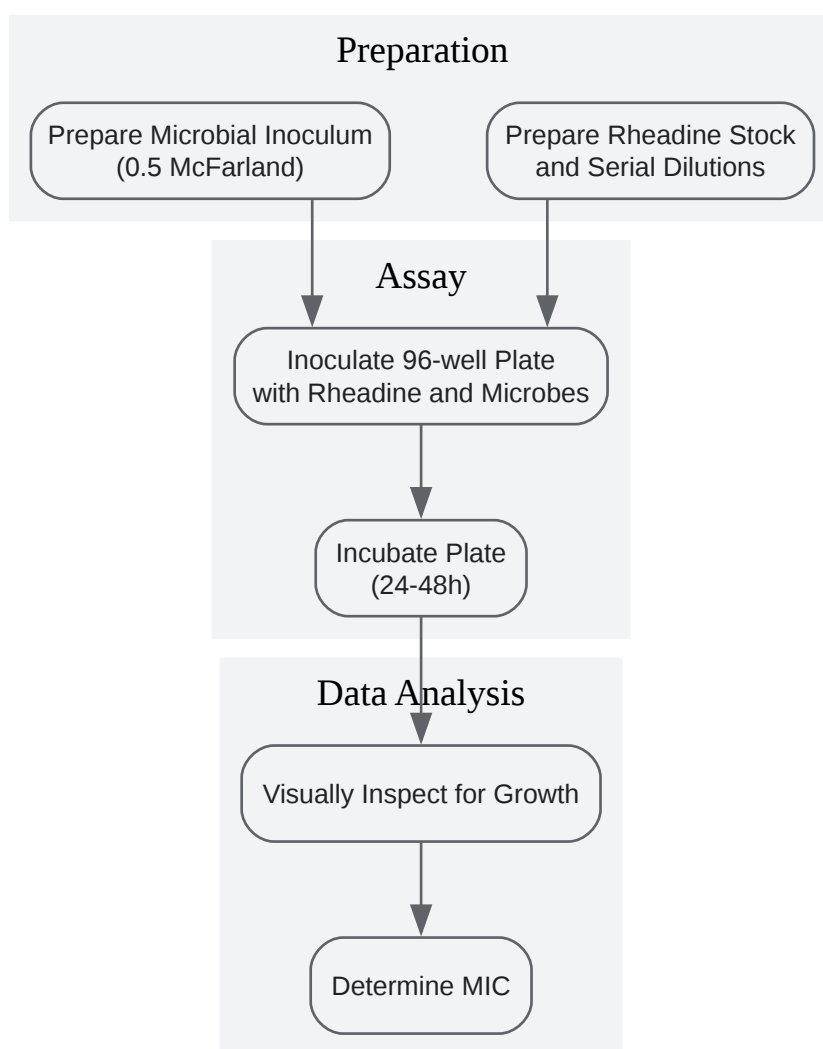 Preparation
Prepare Microbial Inoculum
(0.5 McFarland)
Prepare Rheadine Stock
and Serial Dilutions
Assay
Inoculate 96-well Plate
with Rheadine and Microbes
Incubate Plate
(24-48h)
Data Analysis
Visually Inspect for Growth
Determine MIC